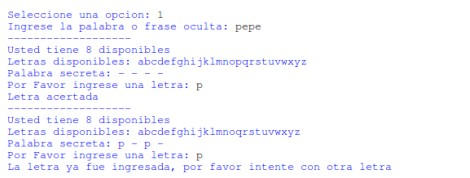 Seleccione una opcion: 1
Ingrese la palabra o frase oculta: pepe
-------------------
Usted tiene 8 disponibles
Letras disponibles: abcdefghijklmnopqrstuvwxyz
Palabra secreta: - - - -
Por Favor ingrese una letra: p
Letra acertada
-------------------
Usted tiene 8 disponibles
Letras disponibles: abcdefghijklmnopqrstuvwxyz
Palabra secreta: p - p -
Por Favor ingrese una letra: p
La letra ya fue ingresada, por favor intente con otra letra